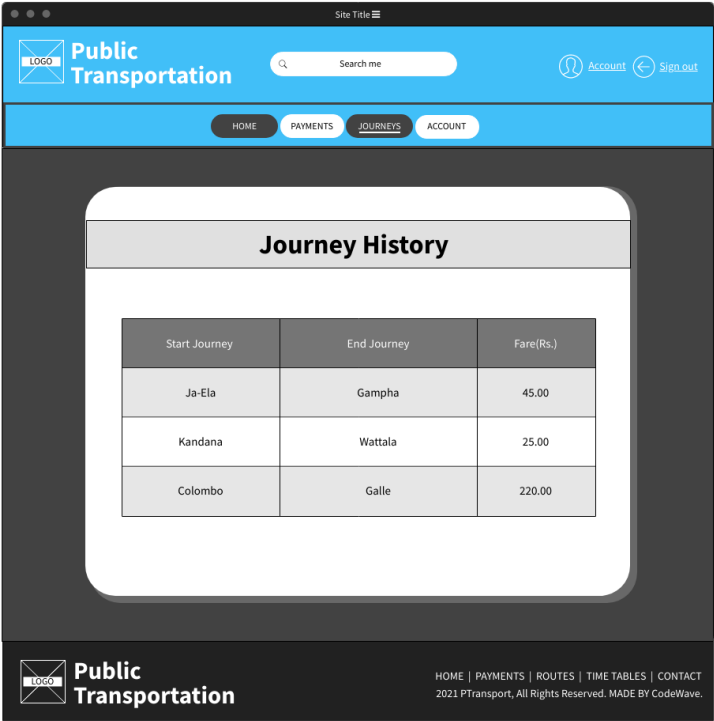 Site Title
LOGO
Public
Transportation
Search me
Account
Sign out
HOME
PAYMENTS
JOURNEYS
ACCOUNT
Journey History
Start Journey End Journey Fare(Rs.)
Ja-Ela Gampha 45.00
Kandana Wattala 25.00
Colombo Galle 220.00
LOGO
Public
Transportation
HOME | PAYMENTS | ROUTES | TIME TABLES | CONTACT
2021 PTransport, All Rights Reserved. MADE BY CodeWave.